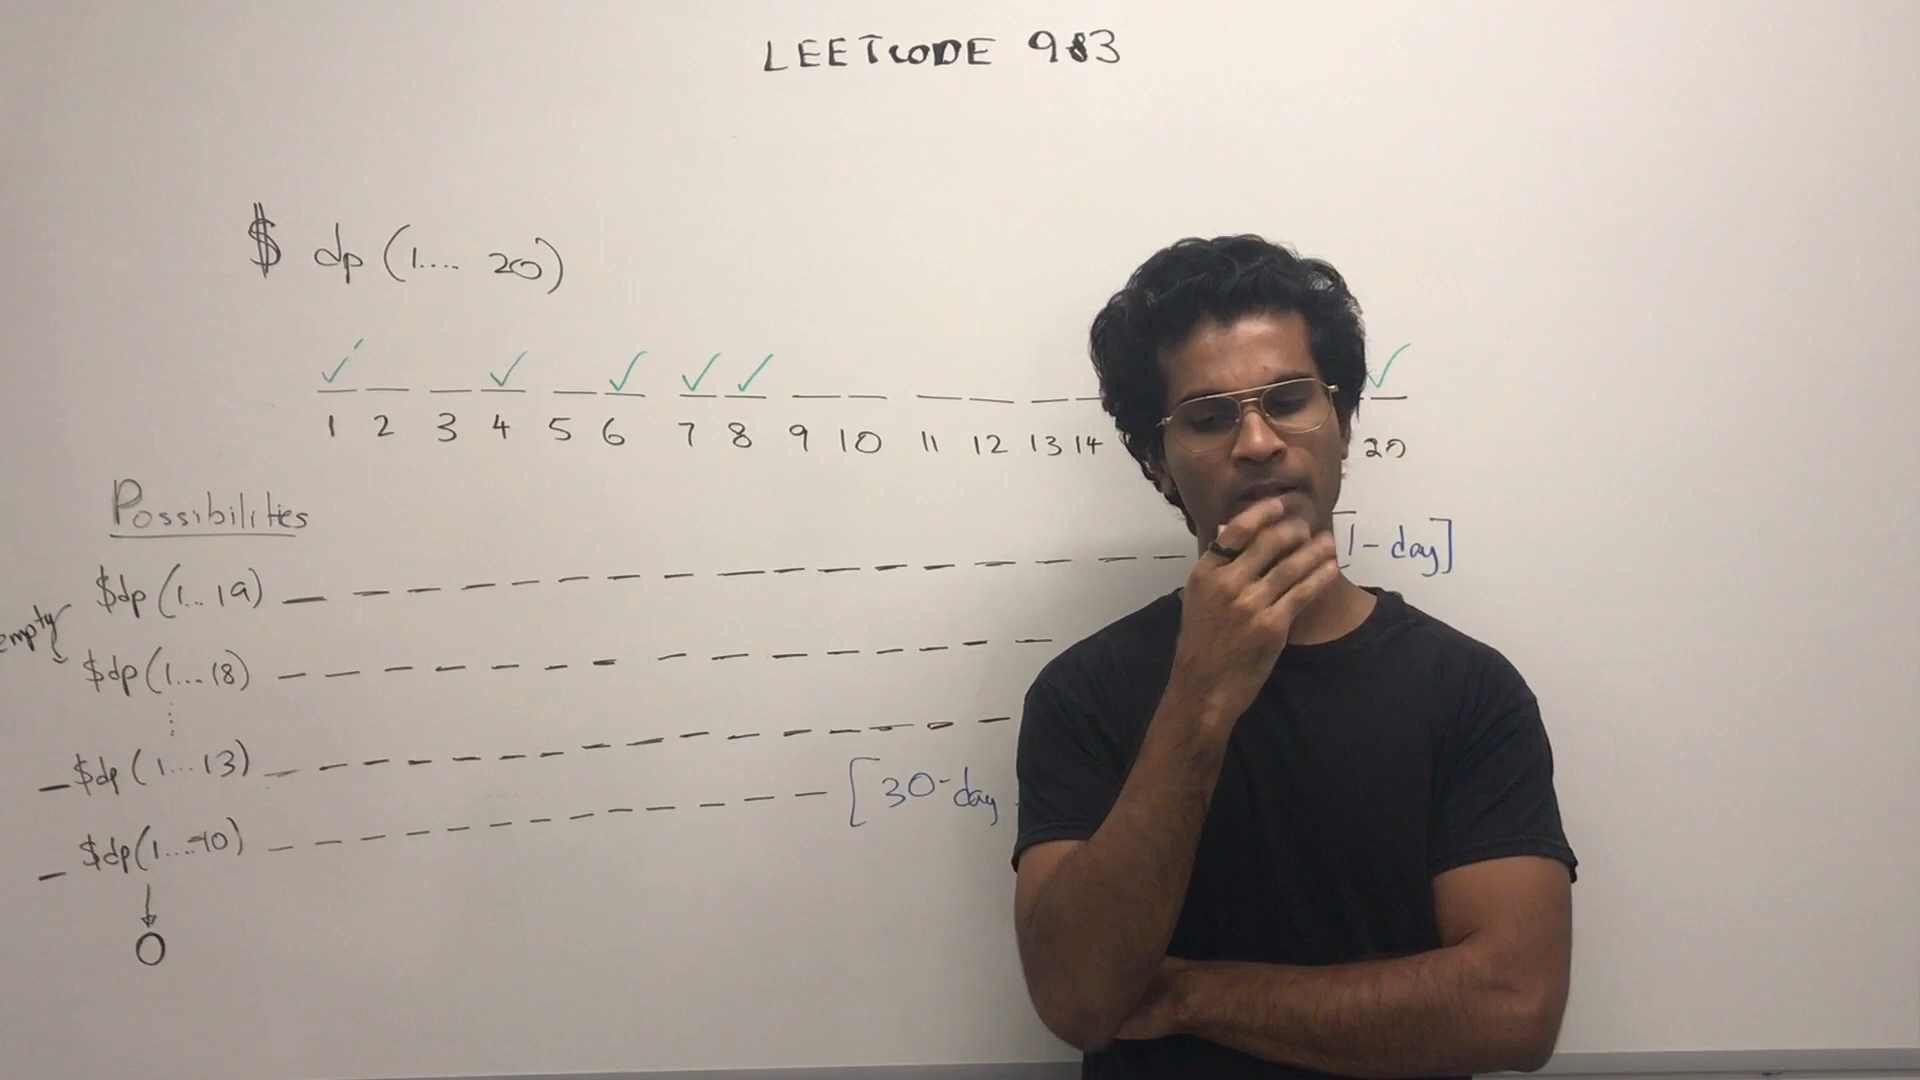 LEETCODE 983
$ dp (1.... 20)
1 2 3 4 5 6 7 8 9 10 11 12 13 14 20
Possibilities
$dp (1.. 19) [1-day]
empty
$dp (1... 18)
$dp (1...13)
$dp (1...-10) [30-day
0